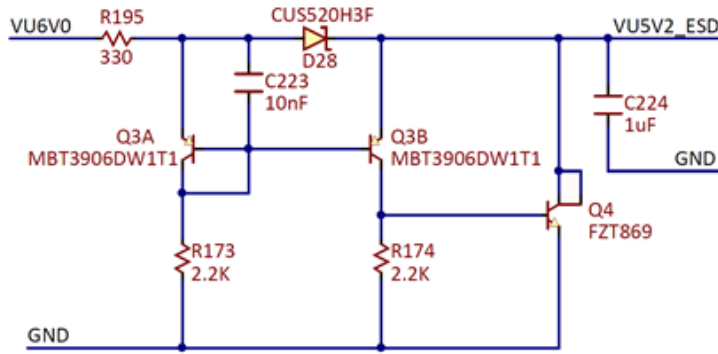 VU6V0
R195
330
CUS520H3F
D28
VU5V2_ESD
C223
10nF
C224
1uF
GND
Q3A
MBT3906DW1T1
Q3B
MBT3906DW1T1
Q4
FZT869
R173
2.2K
R174
2.2K
GND